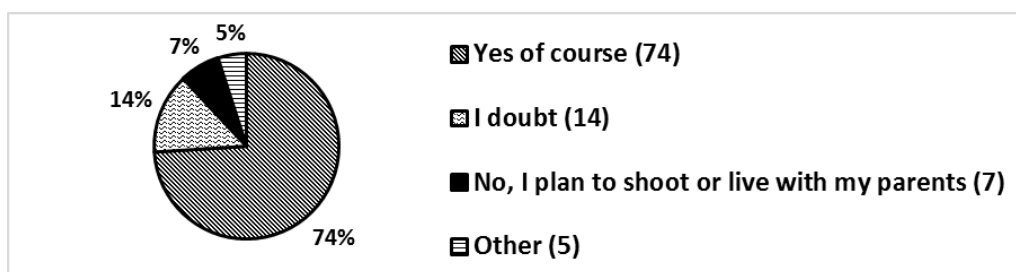 5%
7%
14%
74%
Yes of course (74)
I doubt (14)
No, I plan to shoot or live with my parents (7)
Other (5)